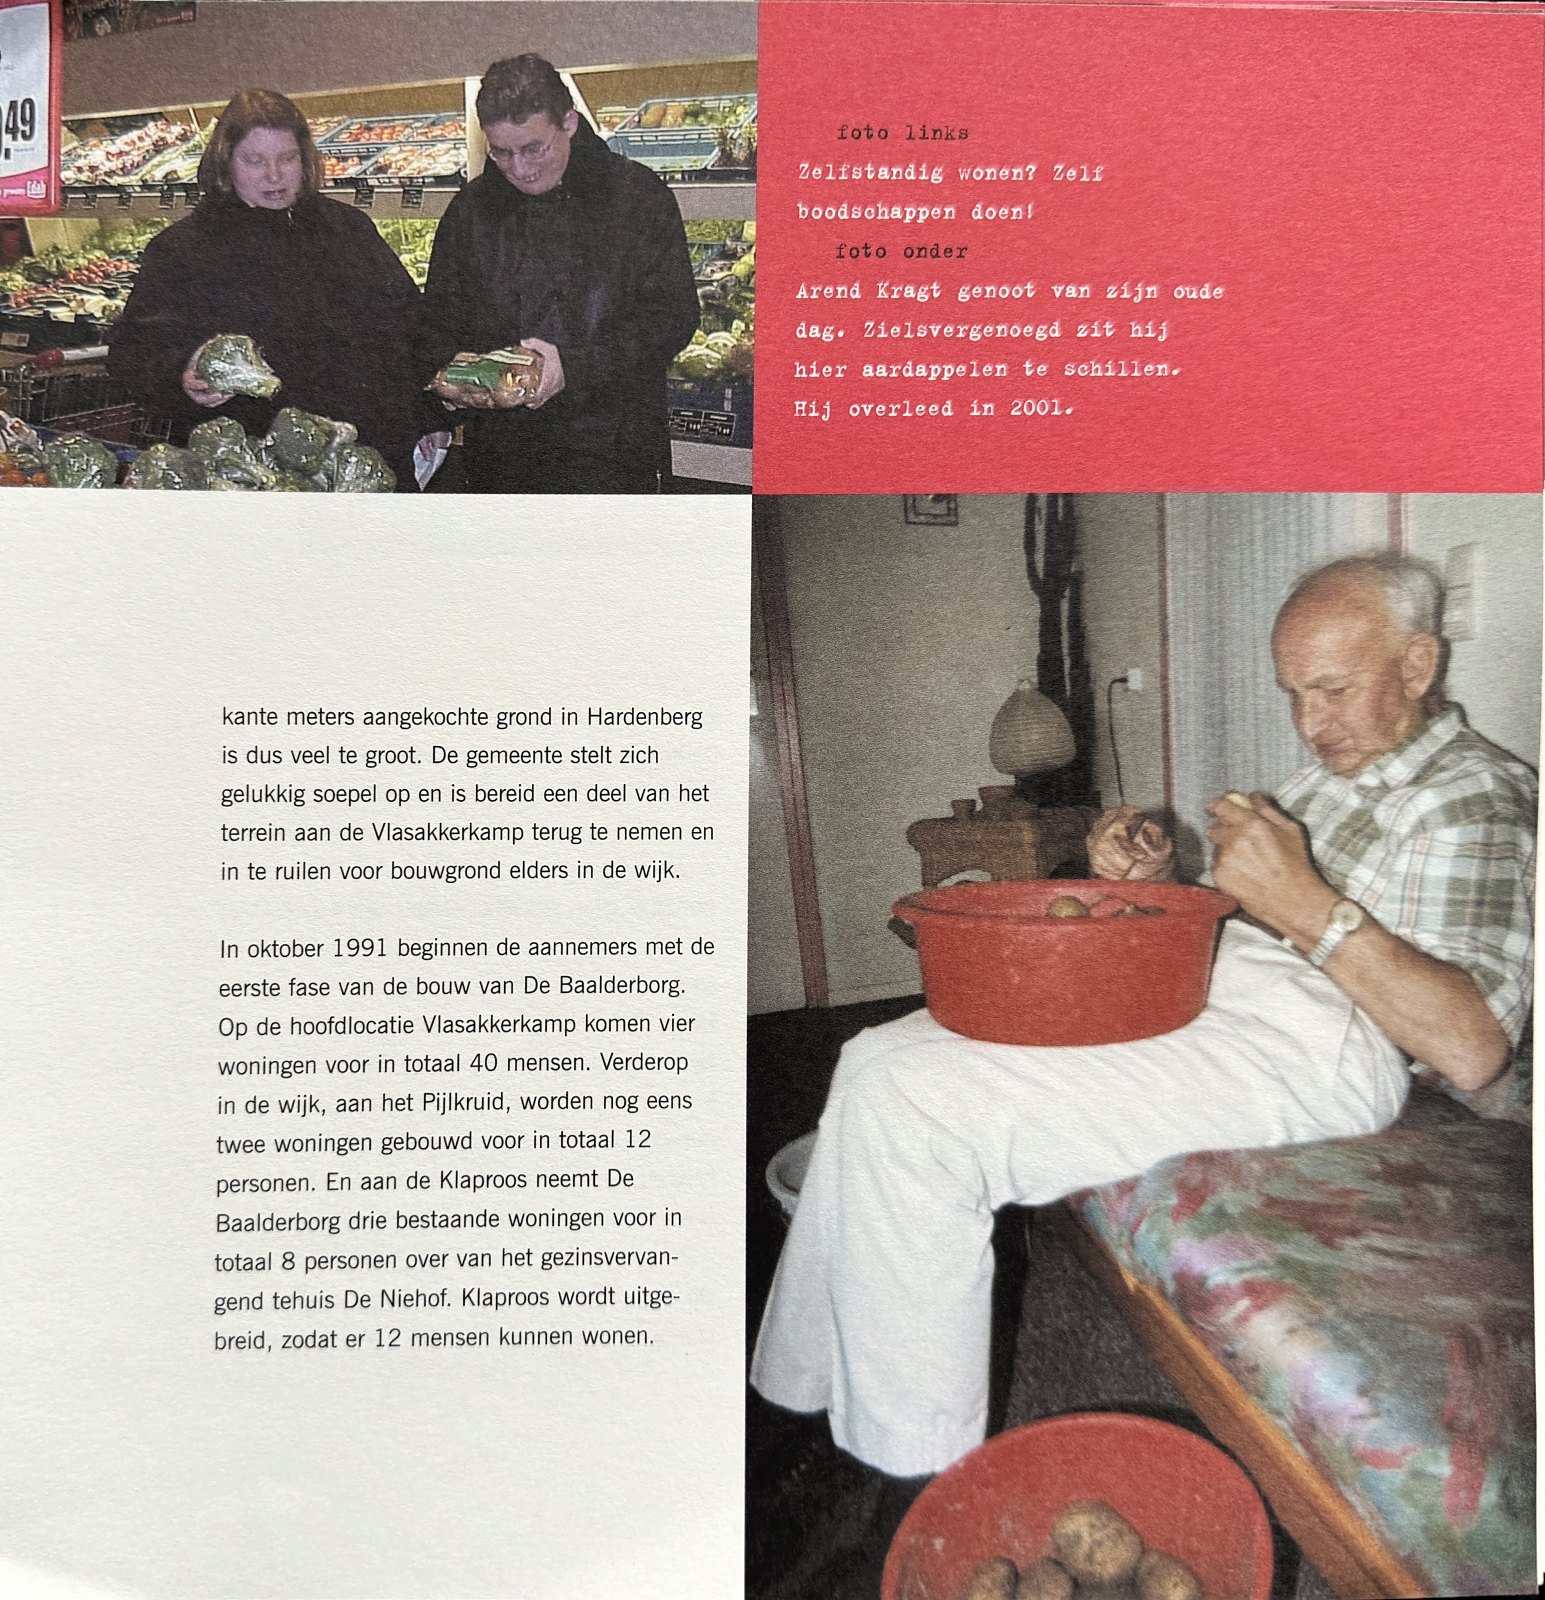 49
Edah
foto links
Zelfstandig wonen? Zelf
boodschappen doen!
foto onder
Arend Kragt genoot van zijn oude
dag. Zielsvergenoegd zit hij
hier aardappelen te schillen.
Hij overleed in 2001.
kante meters aangekochte grond in Hardenberg
is dus veel te groot. De gemeente stelt zich
gelukkig soepel op en is bereid een deel van het
terrein aan de Vlasakkerkamp terug te nemen en
in te ruilen voor bouwgrond elders in de wijk.
In oktober 1991 beginnen de aannemers met de
eerste fase van de bouw van De Baalderborg.
Op de hoofdlocatie Vlasakkerkamp komen vier
woningen voor in totaal 40 mensen. Verderop
in de wijk, aan het Pijlkruid, worden nog eens
twee woningen gebouwd voor in totaal 12
personen. En aan de Klaproos neemt De
Baalderborg drie bestaande woningen voor in
totaal 8 personen over van het gezinsvervan-
gend tehuis De Niehof. Klaproos wordt uitge-
breid, zodat er 12 mensen kunnen wonen.